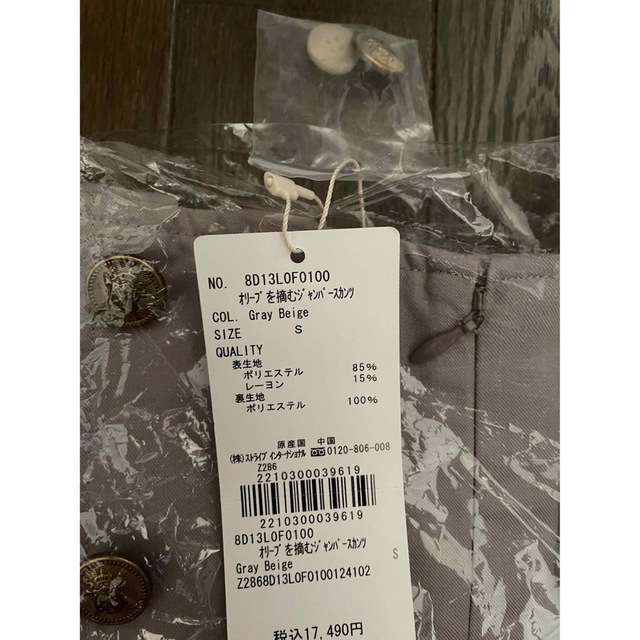 NO. 8D13L0F0100
ｵﾘｰﾌﾞを摘むｼﾞｬﾝﾊﾟｰｽｶﾝﾂ
COL. Gray Beige
SIZE S
QUALITY
表生地
ポリエステル 85%
レーヨン 15%
裏生地
ポリエステル 100%
原産国 中国
(株)ｽﾄﾗｲﾌﾟ ｲﾝﾀｰﾅｼｮﾅﾙ 0120-806-008
Z286
2210300039619
2210300039619
8D13L0F0100
ｵﾘｰﾌﾞを摘むｼﾞｬﾝﾊﾟｰｽｶﾝﾂ
Gray Beige S
Z2868D13L0F0100124102
税込17,490円